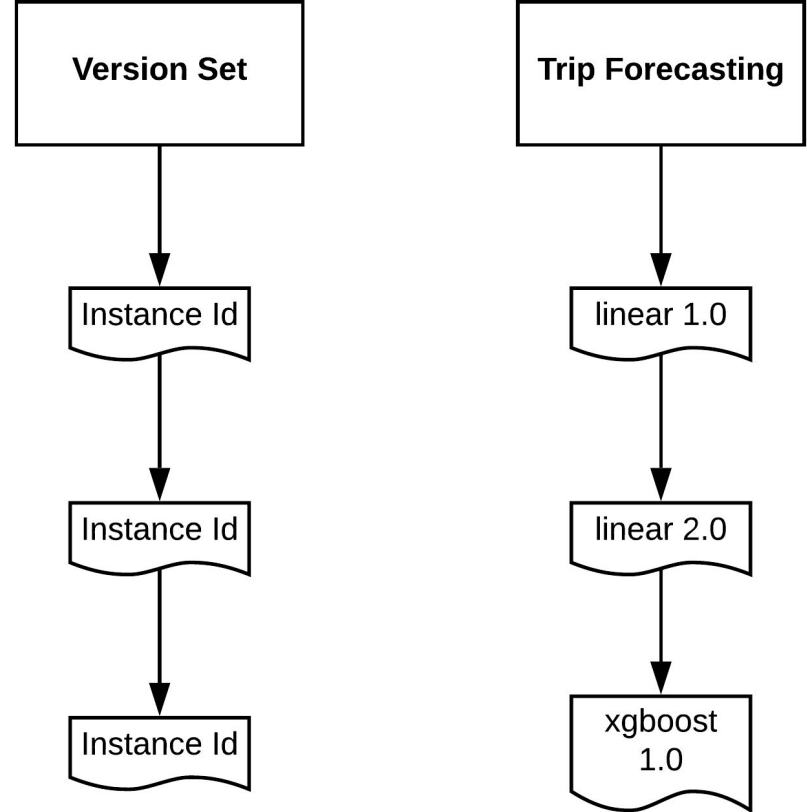 Version Set
Instance Id
Instance Id
Instance Id
Trip Forecasting
linear 1.0
linear 2.0
xgboost
1.0